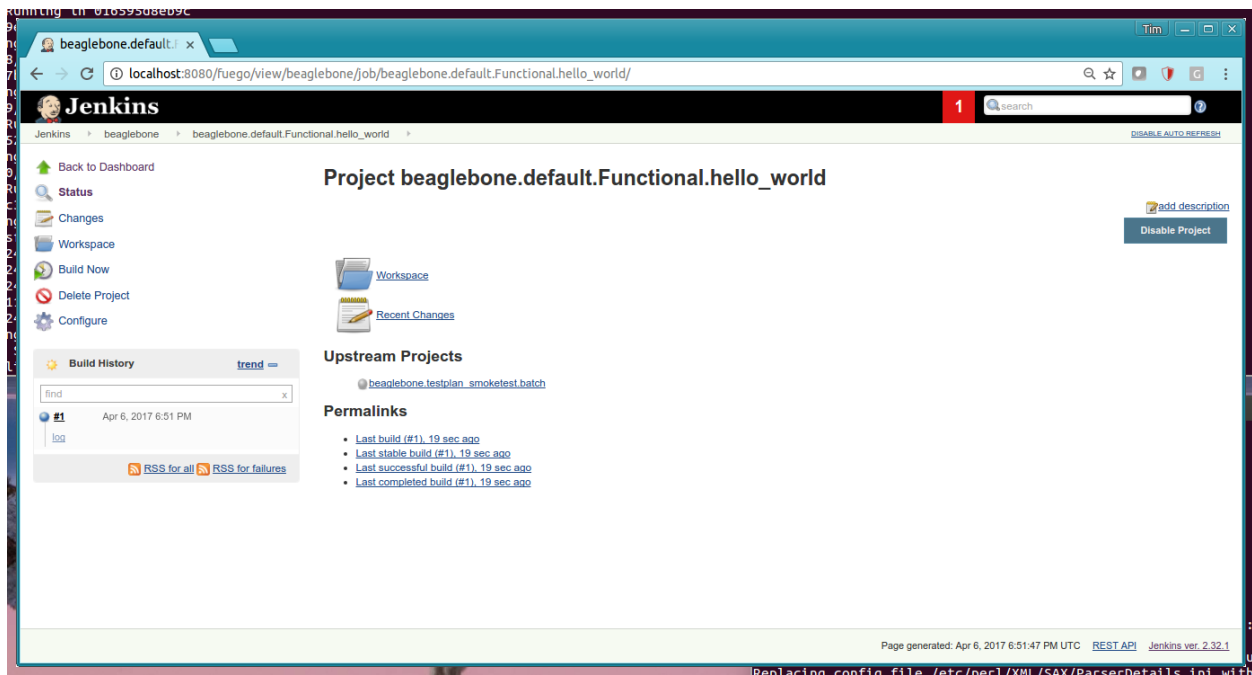 Running in 016595d8eb9c
Tim
beaglebone.default.F
localhost:8080/fuego/view/beaglebone/job/beaglebone.default.Functional.hello_world/
Jenkins
1
search
Jenkins
beaglebone
beaglebone.default.Functional.hello_world
DISABLE AUTO REFRESH
Back to Dashboard
Status
Changes
Workspace
Build Now
Delete Project
Configure
Project beaglebone.default.Functional.hello_world
add description
Disable Project
Workspace
Recent Changes
Build History
trend
find
x
#1
Apr 6, 2017 6:51 PM
log
RSS for all
RSS for failures
Upstream Projects
beaglebone.testplan_smoketest.batch
Permalinks
Last build (#1), 19 sec ago
Last stable build (#1), 19 sec ago
Last successful build (#1), 19 sec ago
Last completed build (#1), 19 sec ago
Page generated: Apr 6, 2017 6:51:47 PM UTC
REST API
Jenkins ver. 2.32.1
Replacing config file /etc/perl/XML/SAX/ParserDetails.ini with